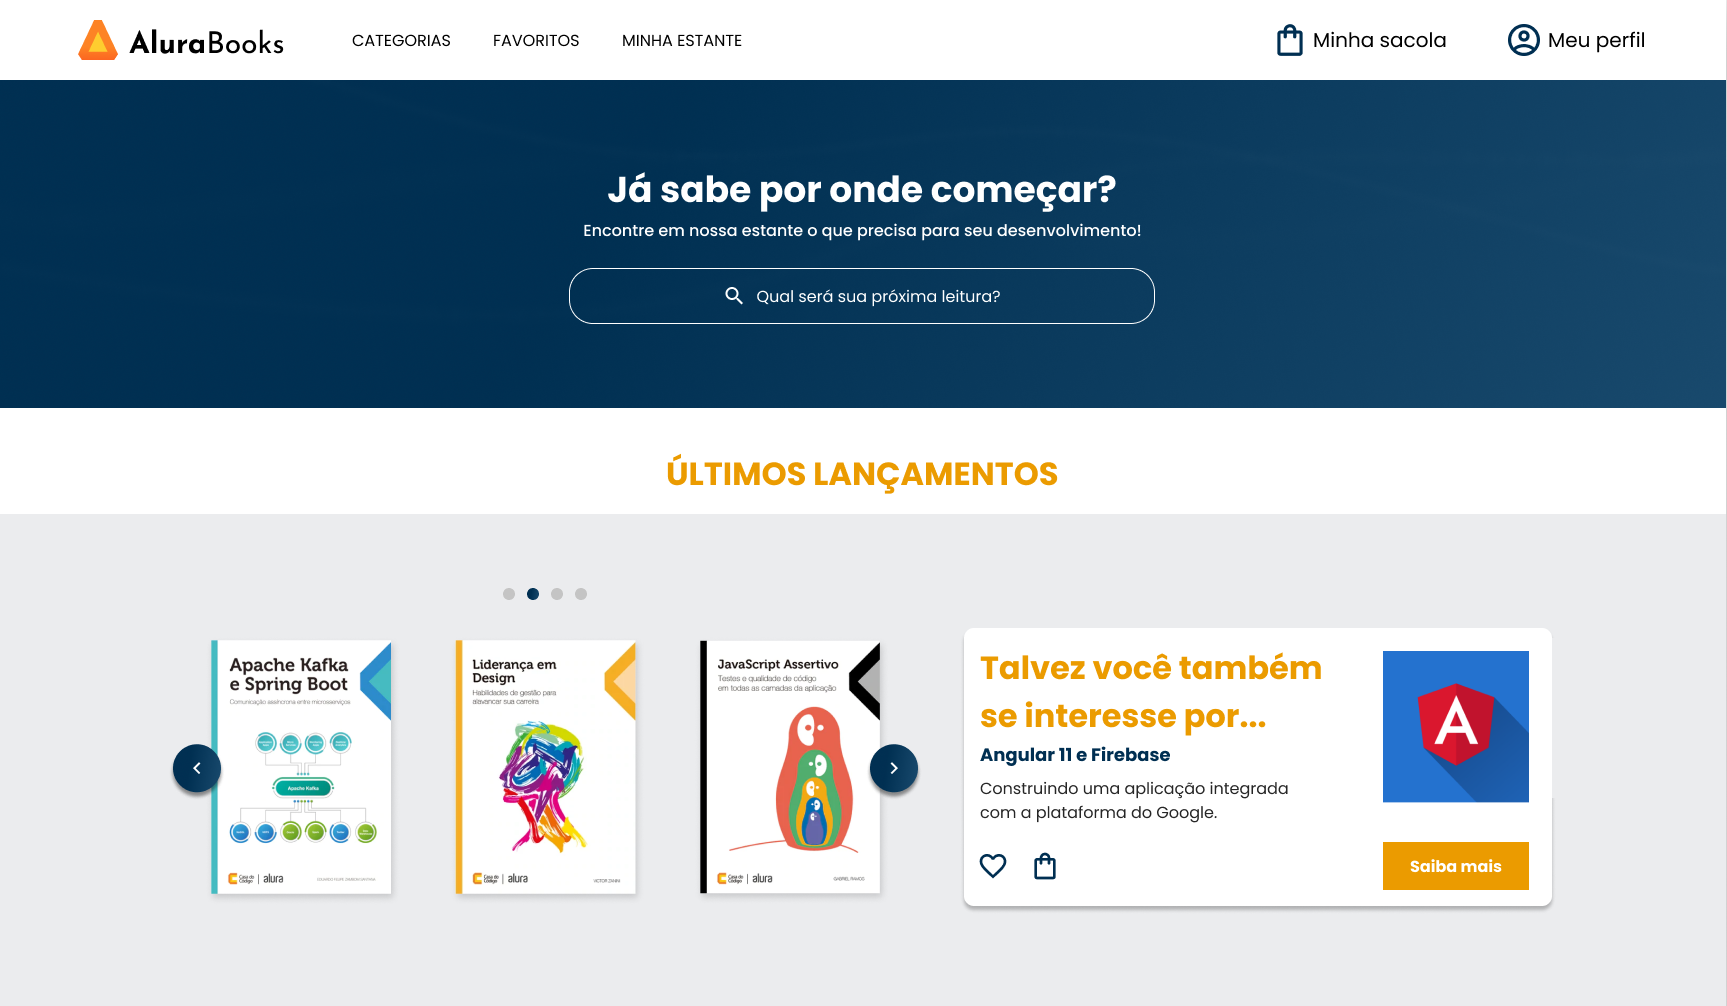 AluraBooks
CATEGORIAS
FAVORITOS
MINHA ESTANTE
Minha sacola
Meu perfil
Já sabe por onde começar?
Encontre em nossa estante o que precisa para seu desenvolvimento!
Qual será sua próxima leitura?
ÚLTIMOS LANÇAMENTOS
Apache Kafka
e Spring Boot
Comunicação assíncrona entre microsserviços
Apache Kafka
Casa do
Código
alura
Liderança em
Design
Habilidades de gestão para
alavancar sua carreira
Casa do
Código
alura
JavaScript Assertivo
Testes e qualidade de código
em todas as camadas da aplicação
Casa do
Código
alura
GABRIEL RAMOS
Talvez você também
se interesse por...
Angular 11 e Firebase
Construindo uma aplicação integrada
com a plataforma do Google.
A
Saiba mais